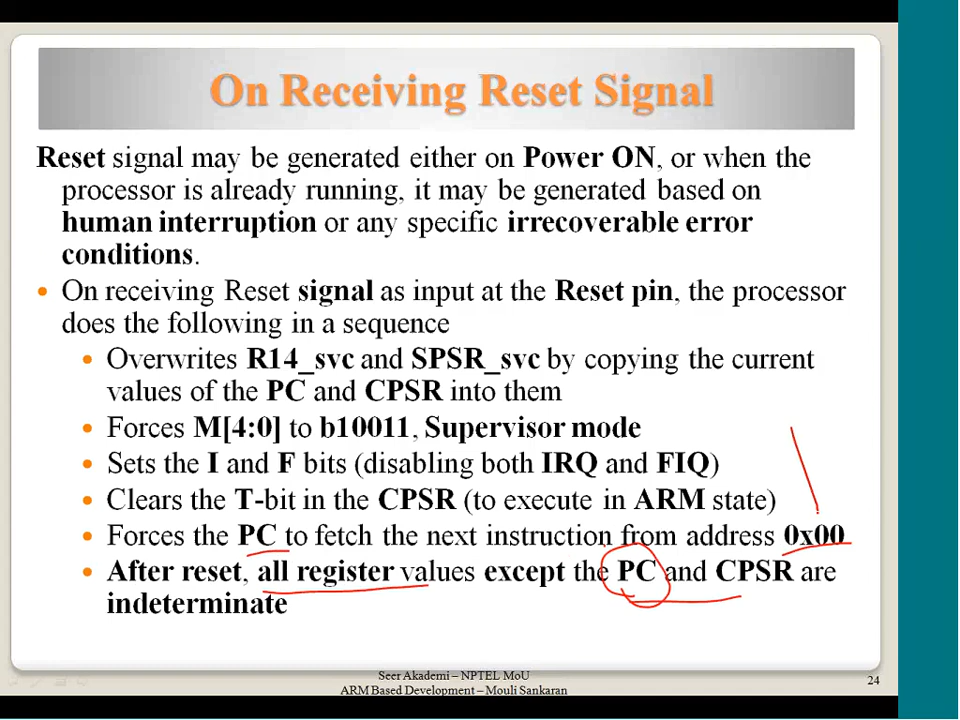 On Receiving Reset Signal
Reset signal may be generated either on Power ON, or when the
processor is already running, it may be generated based on
human interruption or any specific irrecoverable error
conditions.
• On receiving Reset signal as input at the Reset pin, the processor
does the following in a sequence
• Overwrites R14_svc and SPSR_svc by copying the current
values of the PC and CPSR into them
• Forces M[4:0] to b10011, Supervisor mode
• Sets the I and F bits (disabling both IRQ and FIQ)
• Clears the T-bit in the CPSR (to execute in ARM state)
• Forces the PC to fetch the next instruction from address 0x00
• After reset, all register values except the PC and CPSR are
indeterminate
Seer Akademi – NPTEL MoU
ARM Based Development – Mouli Sankaran
24